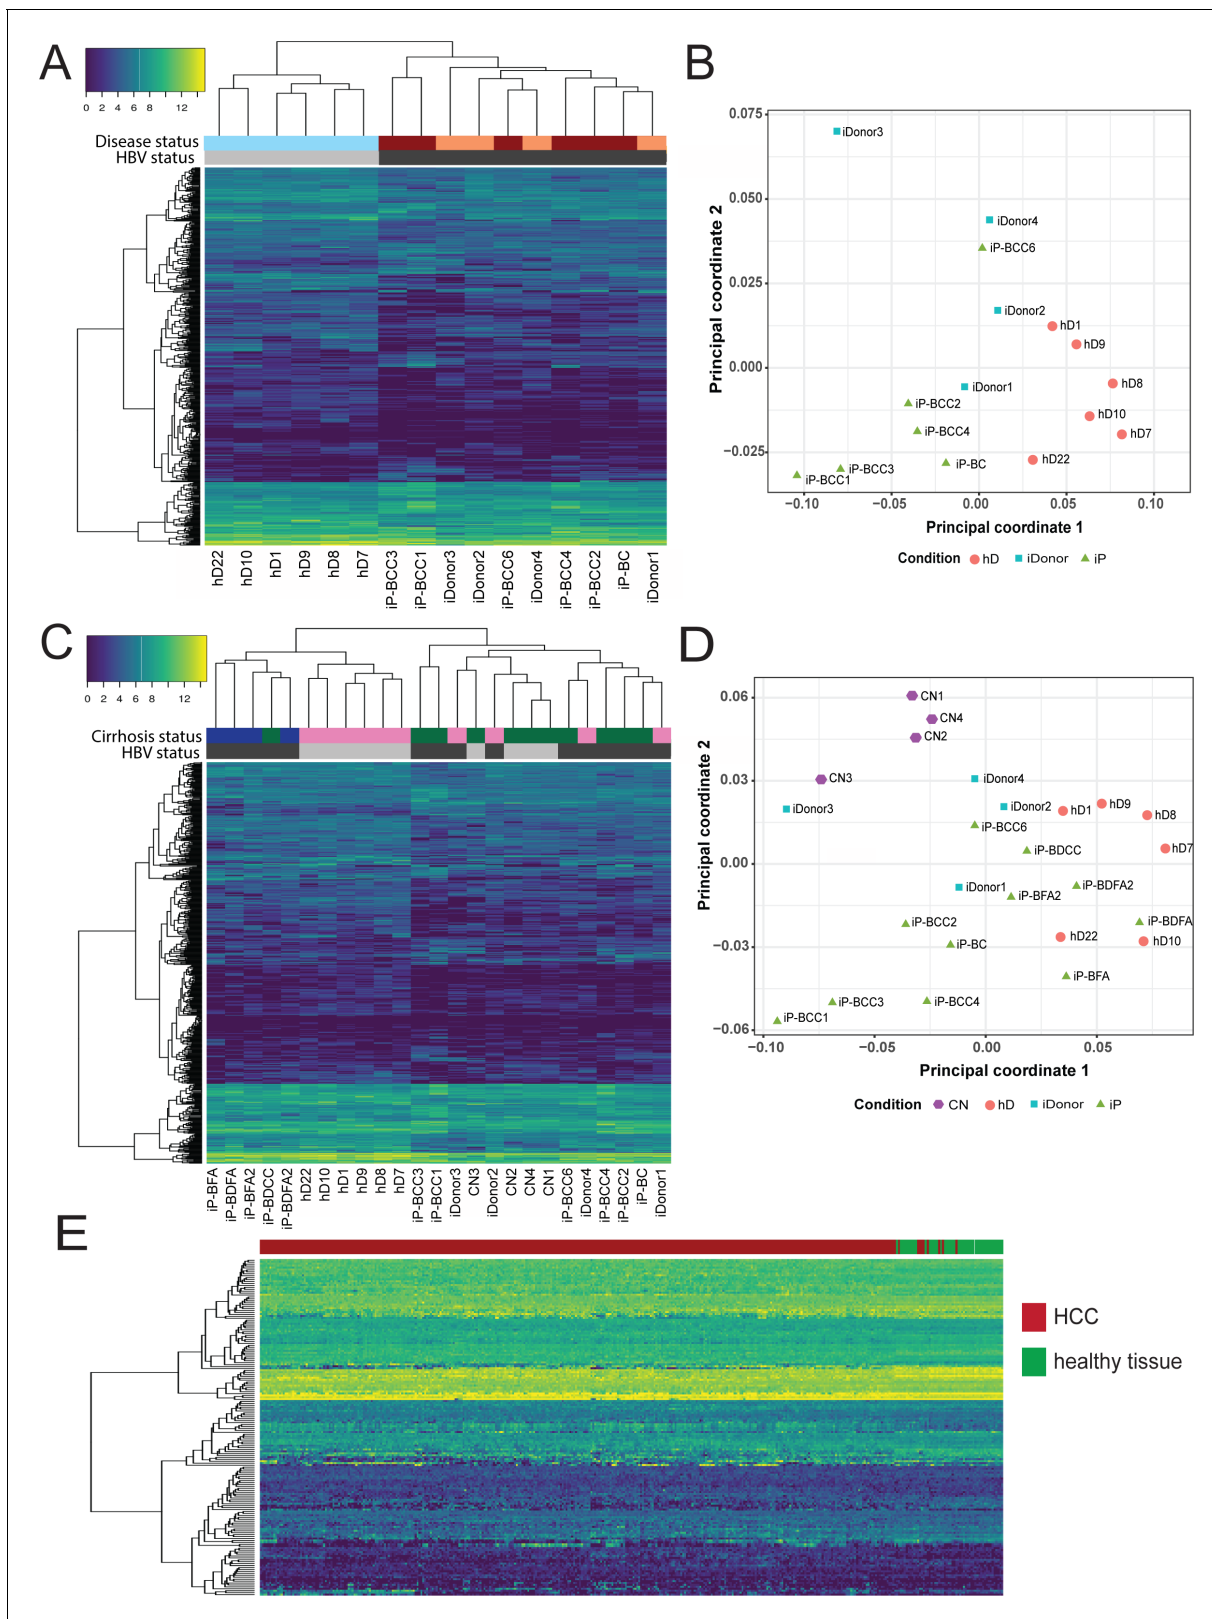 A
0 2 4 6 8 12
Disease status
HBV status
hD22 hD10 hD1 hD9 hD8 hD7 iP-BCC3 iP-BCC1 iDonor3 iDonor2 iP-BCC6 iDonor4 iP-BCC4 iP-BCC2 iP-BC iDonor1
B
Principal coordinate 2
0.075
0.050
0.025
0.000
−0.025
iDonor3
iDonor4
iP-BCC6
iDonor2
hD1
hD9
hD8
iDonor1
iP-BCC2
hD10
iP-BCC4
hD7
iP-BC
hD22
iP-BCC3
iP-BCC1
−0.10 −0.05 0.00 0.05 0.10
Principal coordinate 1
Condition hD iDonor iP
C
0 2 4 6 8 12
Cirrhosis status
HBV status
iP-BFA iP-BDFA iP-BFA2 iP-BDCC iP-BDFA2 hD22 hD10 hD1 hD9 hD8 hD7 iP-BCC3 iP-BCC1 iDonor3 CN3 iDonor2 CN2 CN4 CN1 iP-BCC6 iDonor4 iP-BCC4 iP-BCC2 iP-BC iDonor1
D
Principal coordinate 2
0.06
0.03
0.00
−0.03
−0.06
CN1
CN4
CN2
CN3
iDonor4
iDonor3
iDonor2
hD1
hD9
hD8
iP-BCC6
iP-BDCC
hD7
iDonor1
iP-BFA2
iP-BDFA2
iP-BCC2
iP-BDFA
iP-BC
hD22
hD10
iP-BFA
iP-BCC3
iP-BCC4
iP-BCC1
−0.10 −0.05 0.00 0.05
Principal coordinate 1
Condition CN hD iDonor iP
E
HCC
healthy tissue